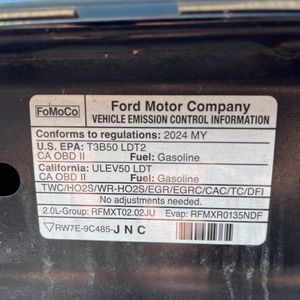 FoMoCo
Ford Motor Company
VEHICLE EMISSION CONTROL INFORMATION
Conforms to regulations: 2024 MY
U.S. EPA: T3B50 LDT2
CA OBD II Fuel: Gasoline
California: ULEV50 LDT
CA OBD II Fuel: Gasoline
TWC/HO2S/WR-HO2S/EGR/EGRC/CAC/TC/DFI
No adjustments needed.
2.0L-Group: RFMXT02.02JU Evap: RFMXR0135NDF
RW7E-9C485-JNC